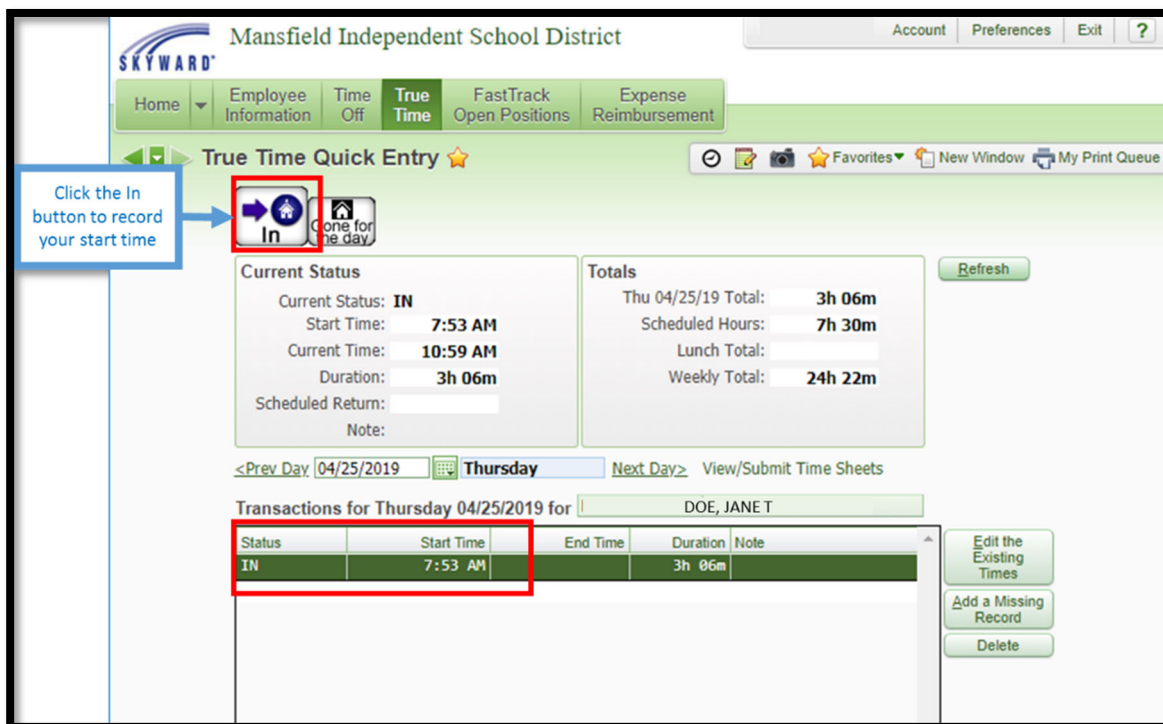 Mansfield Independent School District
Account Preferences Exit ?
SKYWARD
Home Employee Information Time Off True Time FastTrack Open Positions Expense Reimbursement
True Time Quick Entry
Favorites New Window My Print Queue
Click the In
button to record
your start time
In
Gone for
the day
Current Status
Current Status: IN
Start Time: 7:53 AM
Current Time: 10:59 AM
Duration: 3h 06m
Scheduled Return:
Note:
Totals
Thu 04/25/19 Total: 3h 06m
Scheduled Hours: 7h 30m
Lunch Total:
Weekly Total: 24h 22m
Refresh
<Prev Day 04/25/2019 Thursday Next Day> View/Submit Time Sheets
Transactions for Thursday 04/25/2019 for DOE, JANE T
Status Start Time End Time Duration Note
IN 7:53 AM 3h 06m
Edit the
Existing
Times
Add a Missing
Record
Delete